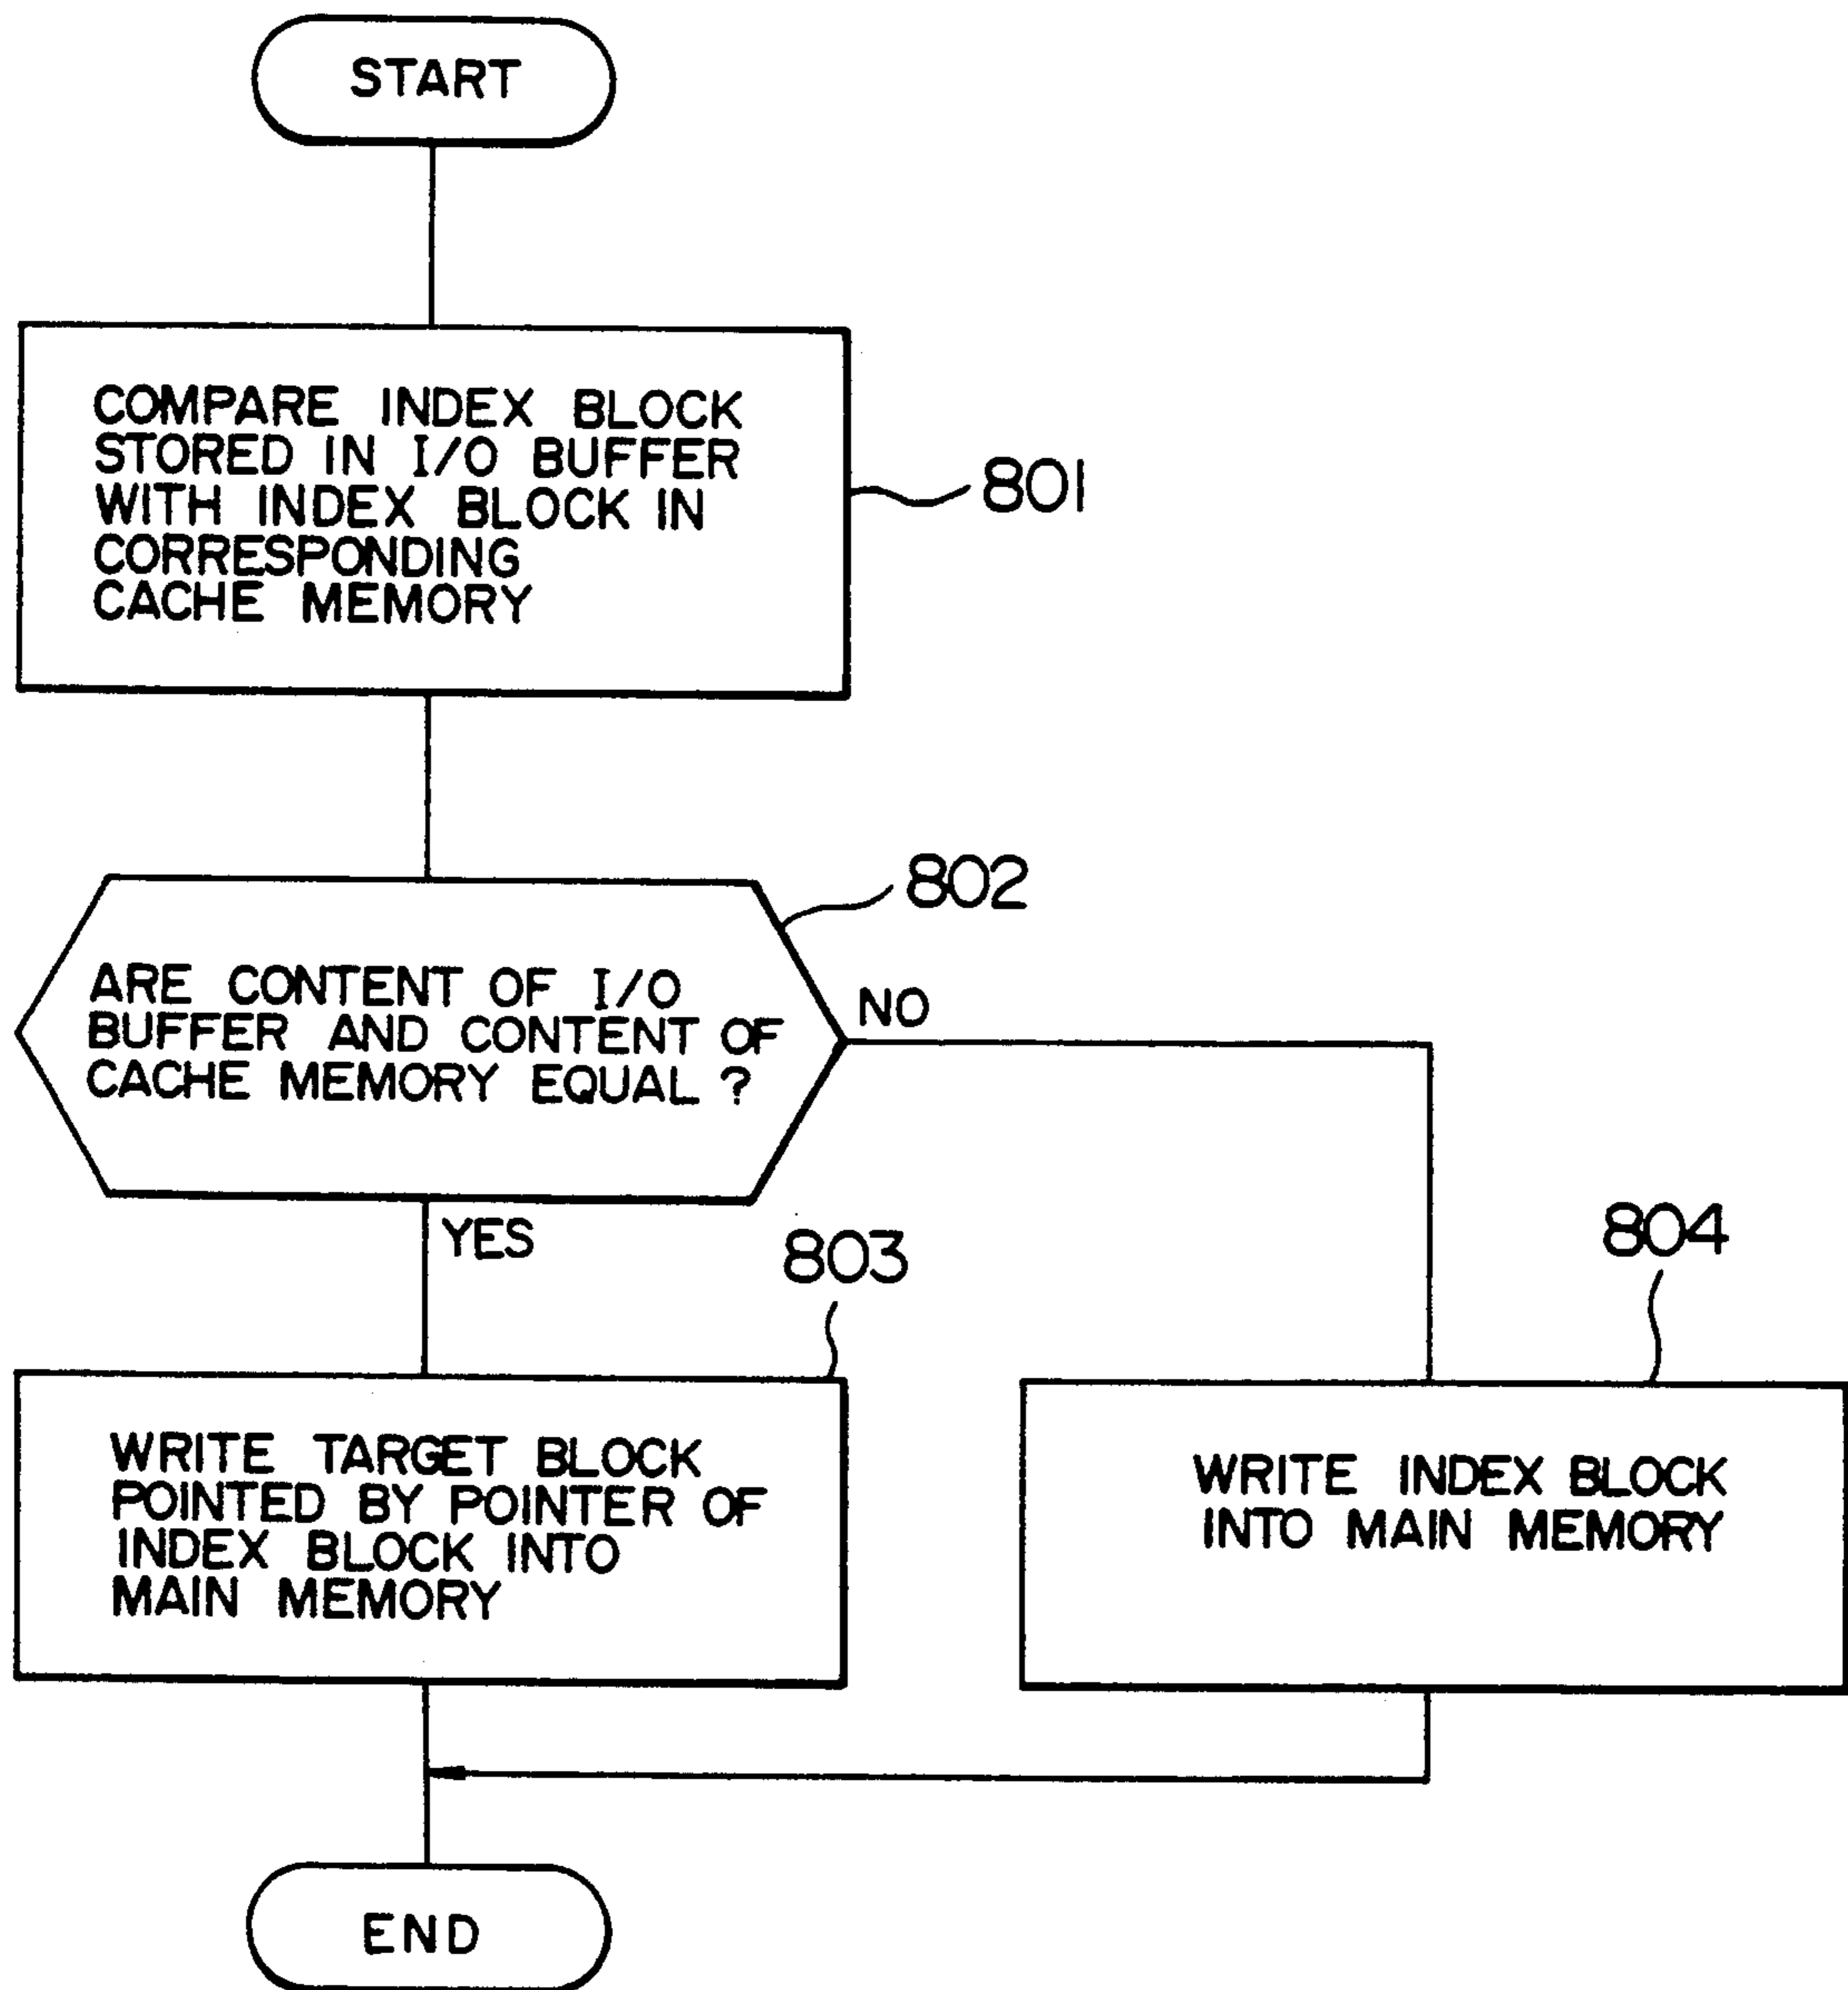 START
COMPARE INDEX BLOCK
STORED IN I/O BUFFER
WITH INDEX BLOCK IN
CORRESPONDING
CACHE MEMORY
801
802
ARE CONTENT OF I/O
BUFFER AND CONTENT OF
CACHE MEMORY EQUAL ?
NO
YES
803
804
WRITE TARGET BLOCK
POINTED BY POINTER OF
INDEX BLOCK INTO
MAIN MEMORY
WRITE INDEX BLOCK
INTO MAIN MEMORY
END